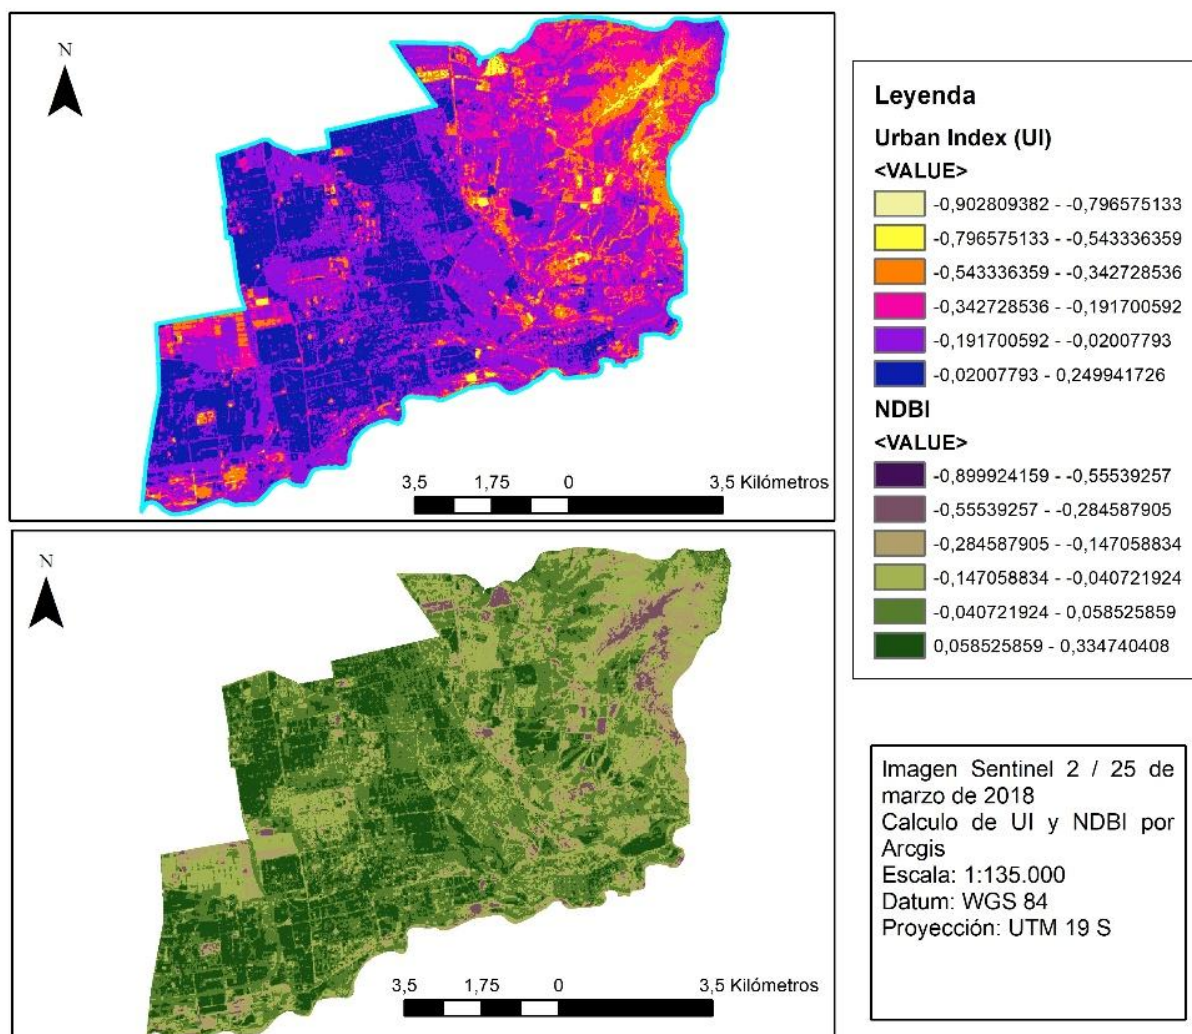 N
3,5 1,75 0 3,5 Kilómetros
N
3,5 1,75 0 3,5 Kilómetros
Leyenda
Urban Index (UI)
<VALUE>
-0,902809382 - -0,796575133
-0,796575133 - -0,543336359
-0,543336359 - -0,342728536
-0,342728536 - -0,191700592
-0,191700592 - -0,02007793
-0,02007793 - 0,249941726
NDBI
<VALUE>
-0,899924159 - -0,55539257
-0,55539257 - -0,284587905
-0,284587905 - -0,147058834
-0,147058834 - -0,040721924
-0,040721924 - 0,058525859
0,058525859 - 0,334740408
Imagen Sentinel 2 / 25 de
marzo de 2018
Calculo de UI y NDBI por
Arcgis
Escala: 1:135.000
Datum: WGS 84
Proyección: UTM 19 S